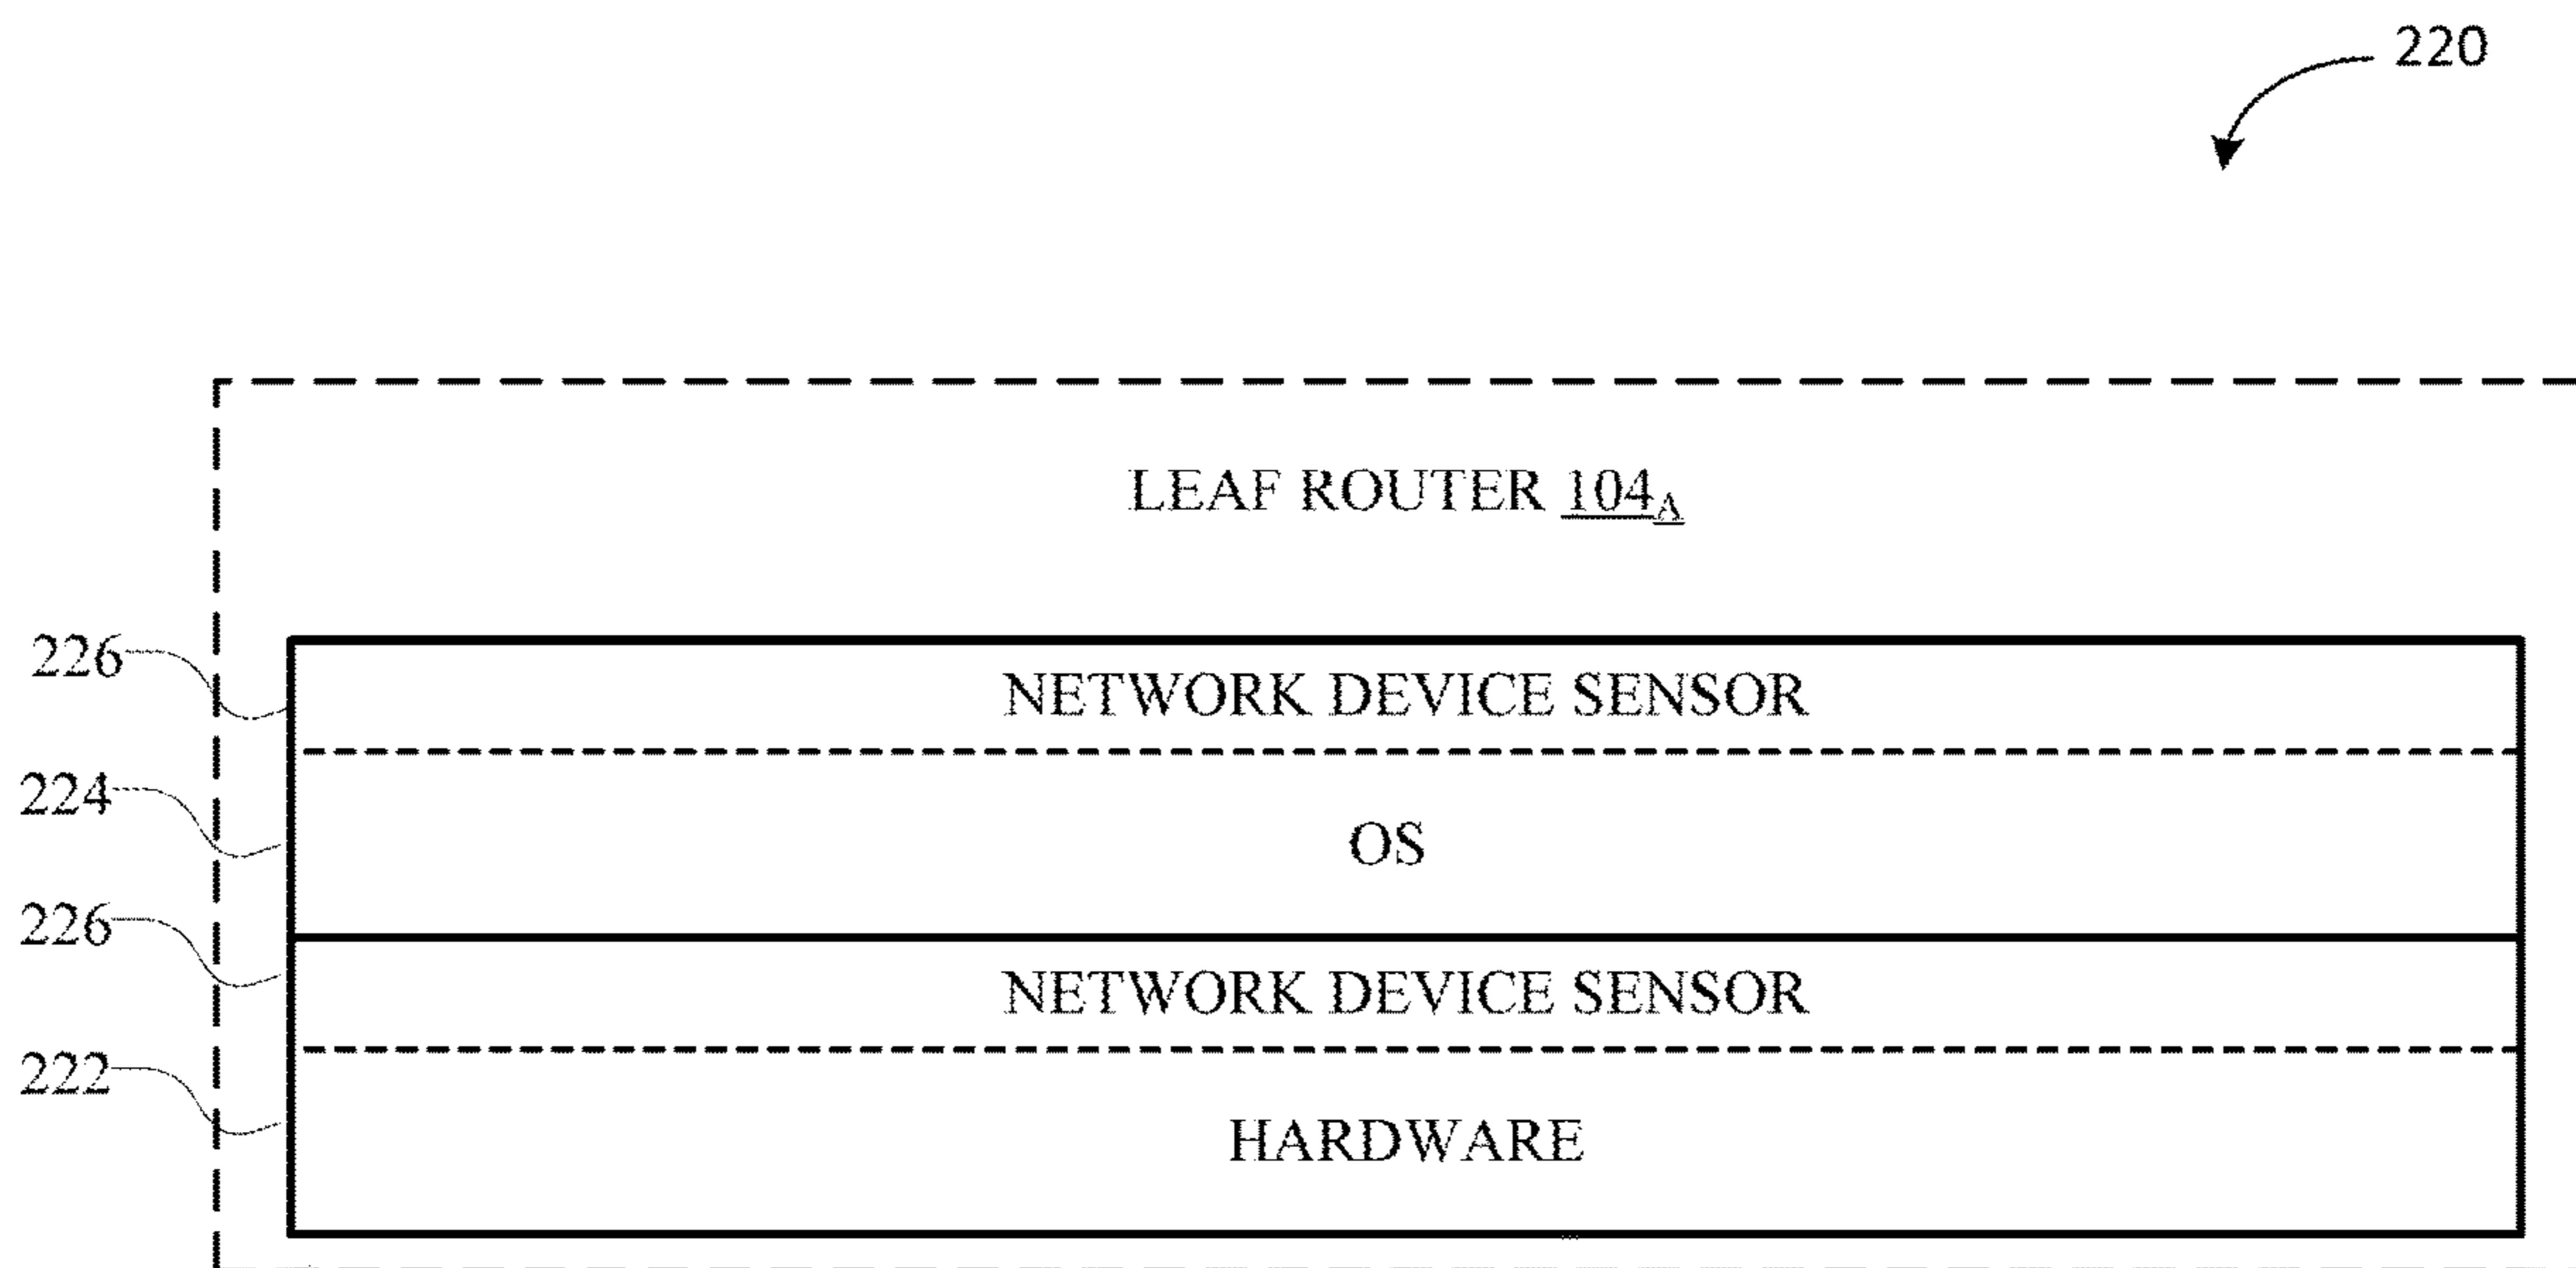 220
LEAF ROUTER 104A
226
NETWORK DEVICE SENSOR
224
OS
226
NETWORK DEVICE SENSOR
222
HARDWARE